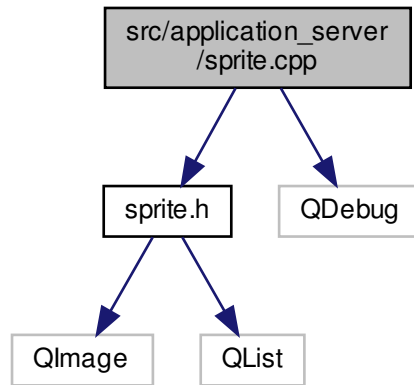 src/application_server
/sprite.cpp
sprite.h
QDebug
QImage
QList